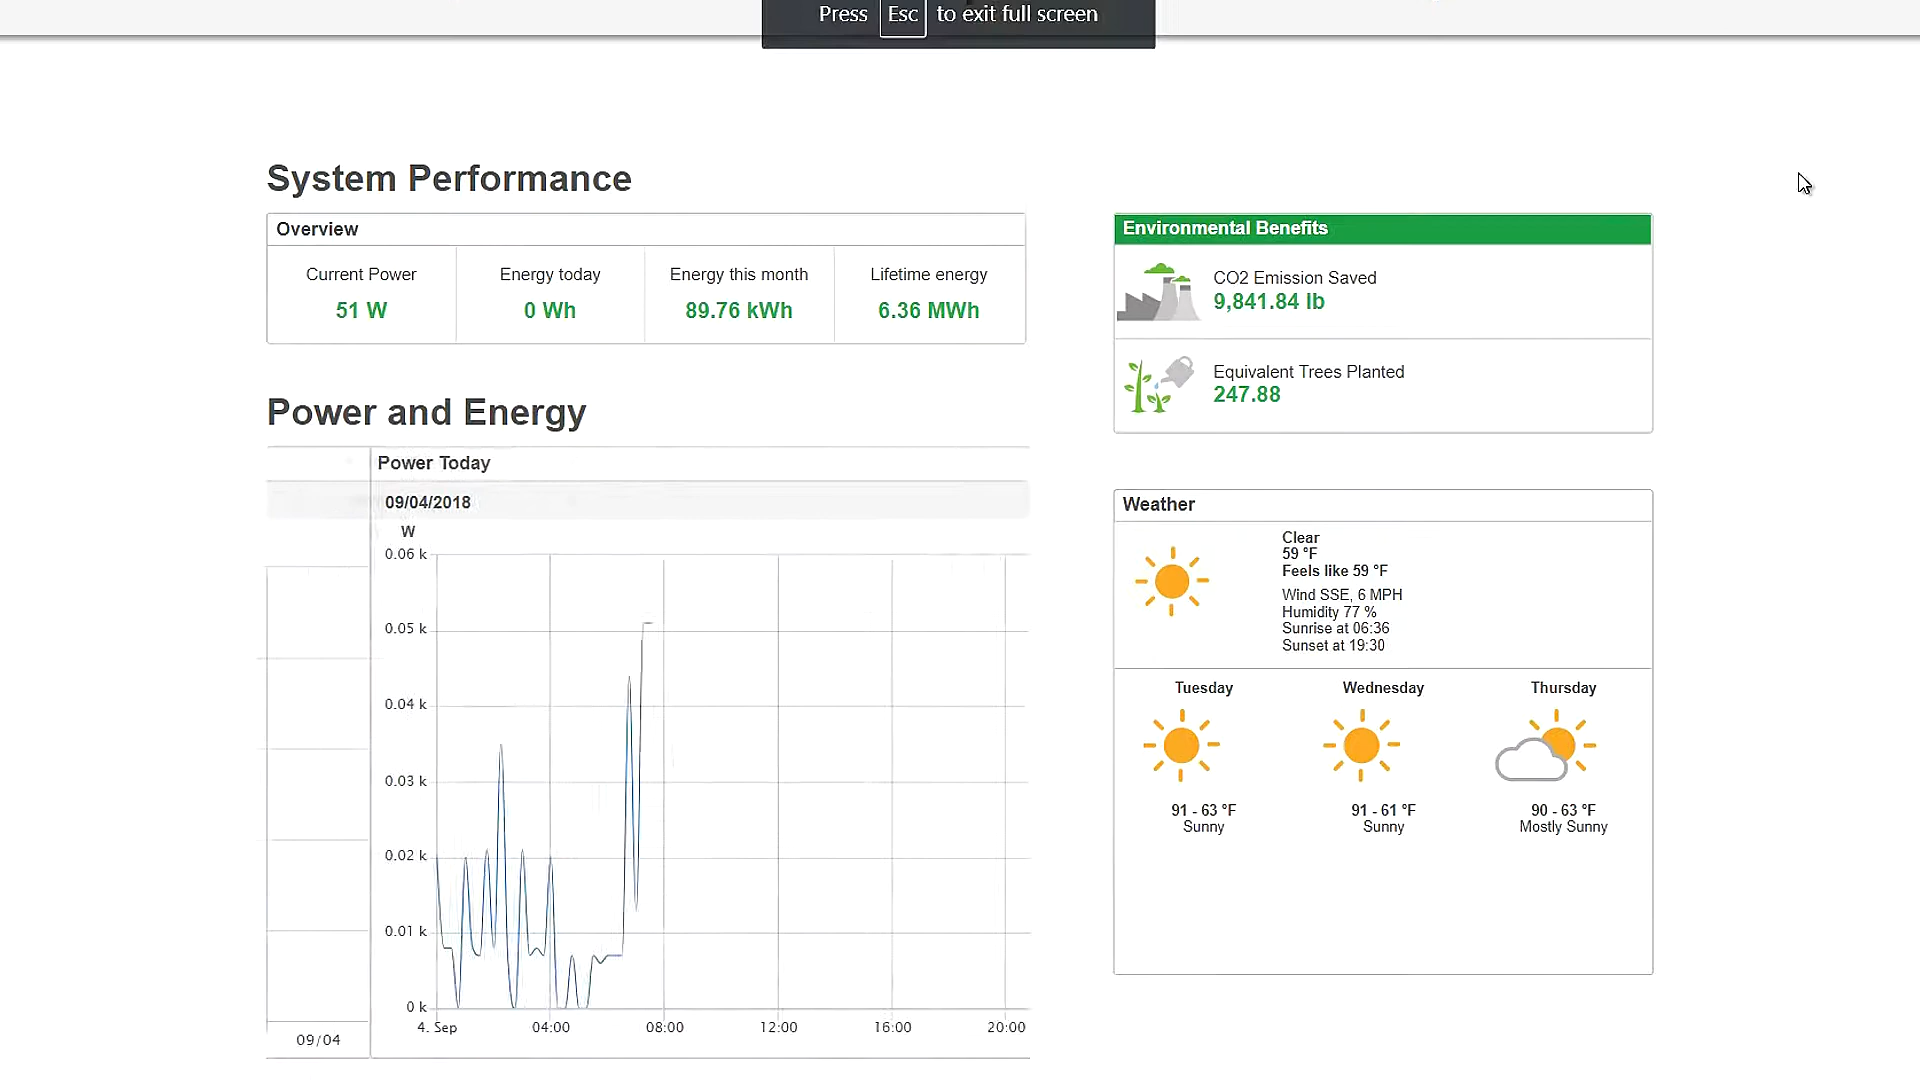 Press Esc to exit full screen
System Performance
Overview
Current Power
51 W
Energy today
0 Wh
Energy this month
89.76 kWh
Lifetime energy
6.36 MWh
Environmental Benefits
CO2 Emission Saved
9,841.84 lb
Equivalent Trees Planted
247.88
Power and Energy
Power Today
09/04/2018
W
0.06 k
0.05 k
0.04 k
0.03 k
0.02 k
0.01 k
0 k
4. Sep 04:00 08:00 12:00 16:00 20:00
09/04
Weather
Clear
59 °F
Feels like 59 °F
Wind SSE, 6 MPH
Humidity 77 %
Sunrise at 06:36
Sunset at 19:30
Tuesday
91 - 63 °F
Sunny
Wednesday
91 - 61 °F
Sunny
Thursday
90 - 63 °F
Mostly Sunny